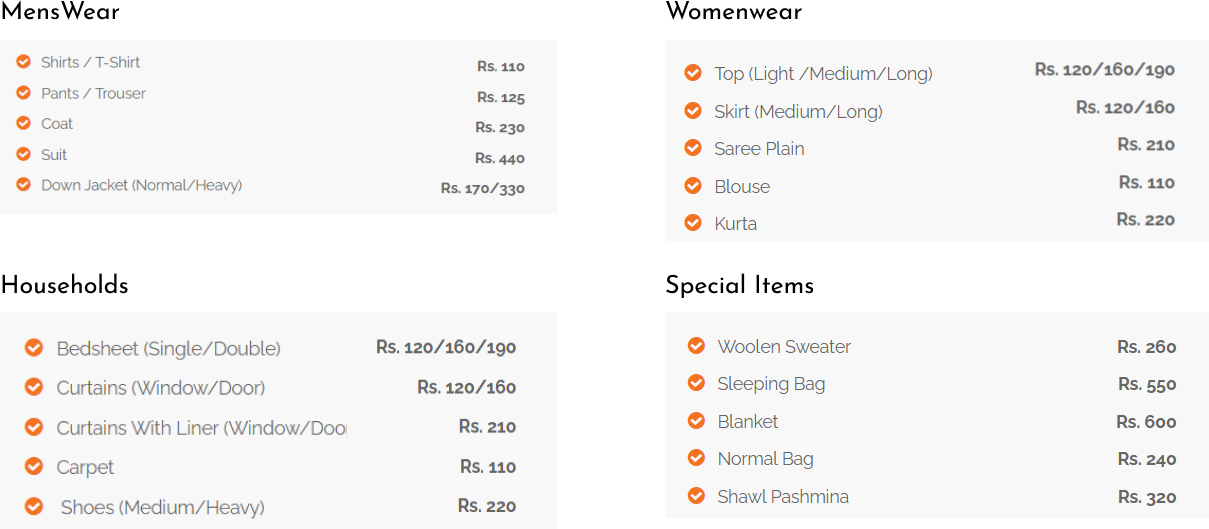 MensWear
Shirts / T-Shirt Rs. 110
Pants / Trouser Rs. 125
Coat Rs. 230
Suit Rs. 440
Down Jacket (Normal/Heavy) Rs. 170/330
Womenwear
Top (Light /Medium/Long) Rs. 120/160/190
Skirt (Medium/Long) Rs. 120/160
Saree Plain Rs. 210
Blouse Rs. 110
Kurta Rs. 220
Households
Bedsheet (Single/Double) Rs. 120/160/190
Curtains (Window/Door) Rs. 120/160
Curtains With Liner (Window/Doo Rs. 210
Carpet Rs. 110
Shoes (Medium/Heavy) Rs. 220
Special Items
Woolen Sweater Rs. 260
Sleeping Bag Rs. 550
Blanket Rs. 600
Normal Bag Rs. 240
Shawl Pashmina Rs. 320